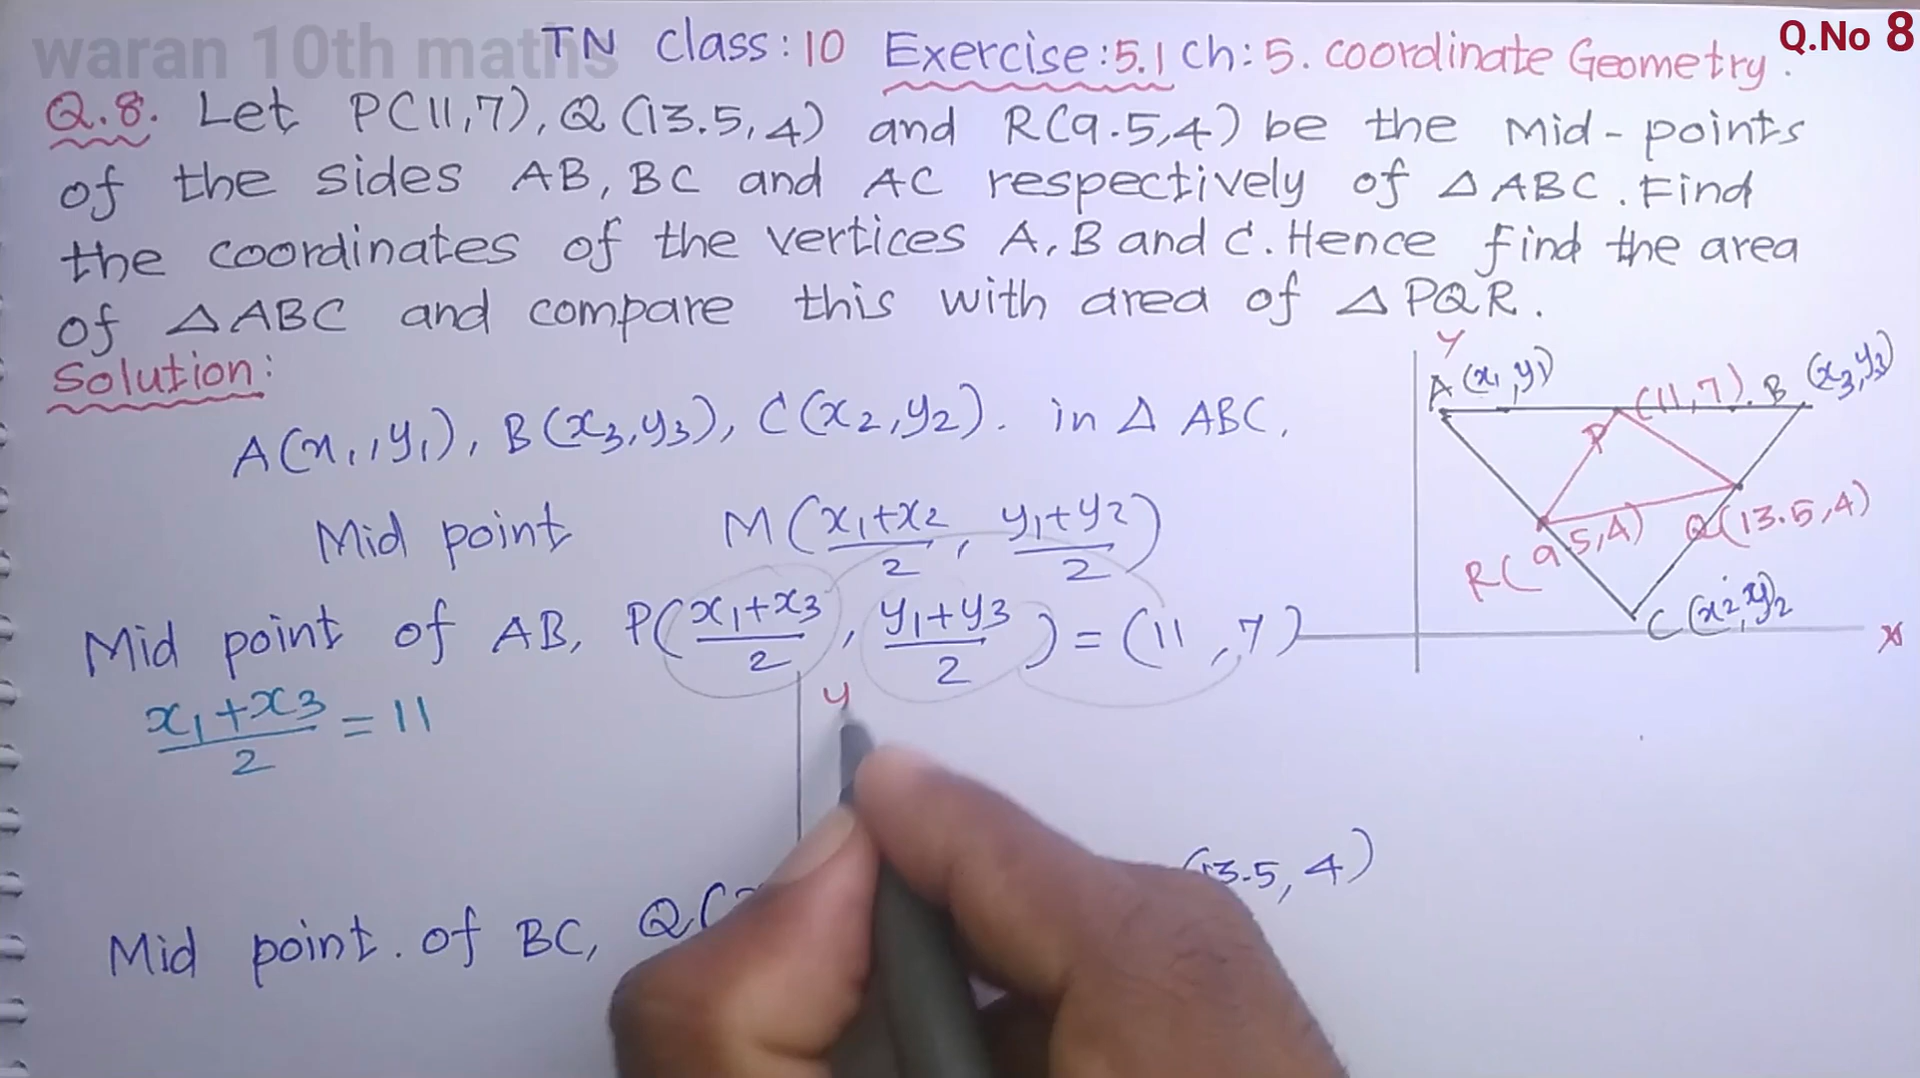 waran 10th maths
TN Class:10 Exercise:5.1 Ch:5. Coordinate Geometry.
Q.No 8
Q.8. Let P(11,7), Q(13.5,4) and R(9.5,4) be the Mid-points
of the sides AB, BC and AC respectively of △ABC. Find
the coordinates of the vertices A, B and C. Hence find the area
of △ABC and compare this with area of △PQR.
Solution:
A(x₁,y₁), B(x₃,y₃), C(x₂,y₂). in △ ABC,
Mid point M(x₁+x₂/2, y₁+y₂/2)
Mid point of AB, P(x₁+x₃/2, y₁+y₃/2) = (11,7)
x₁+x₃/2 = 11
y
Mid point. of BC, Q(
(13.5,4)
Y
A(x₁,y₁)
P
(11,7).
B (x₃,y₃)
R(9.5,4)
Q(13.5,4)
C(x₂,y)₂
X